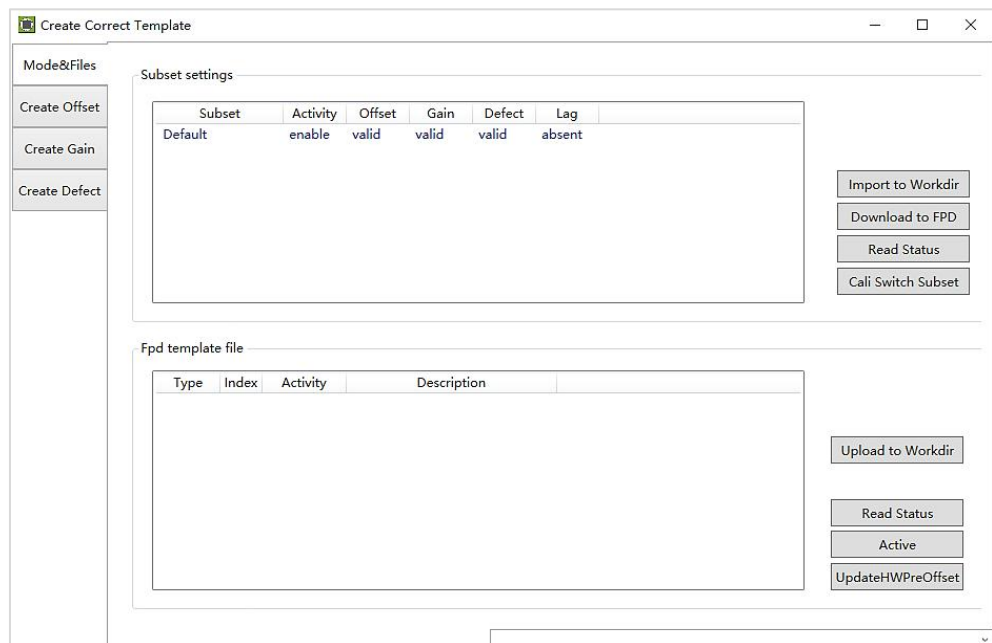 Create Correct Template
Mode&Files
Create Offset
Create Gain
Create Defect
Subset settings
Subset Activity Offset Gain Defect Lag
Default enable valid valid valid absent
Import to Workdir
Download to FPD
Read Status
Cali Switch Subset
Fpd template file
Type Index Activity Description
Upload to Workdir
Read Status
Active
UpdateHWPreOffset